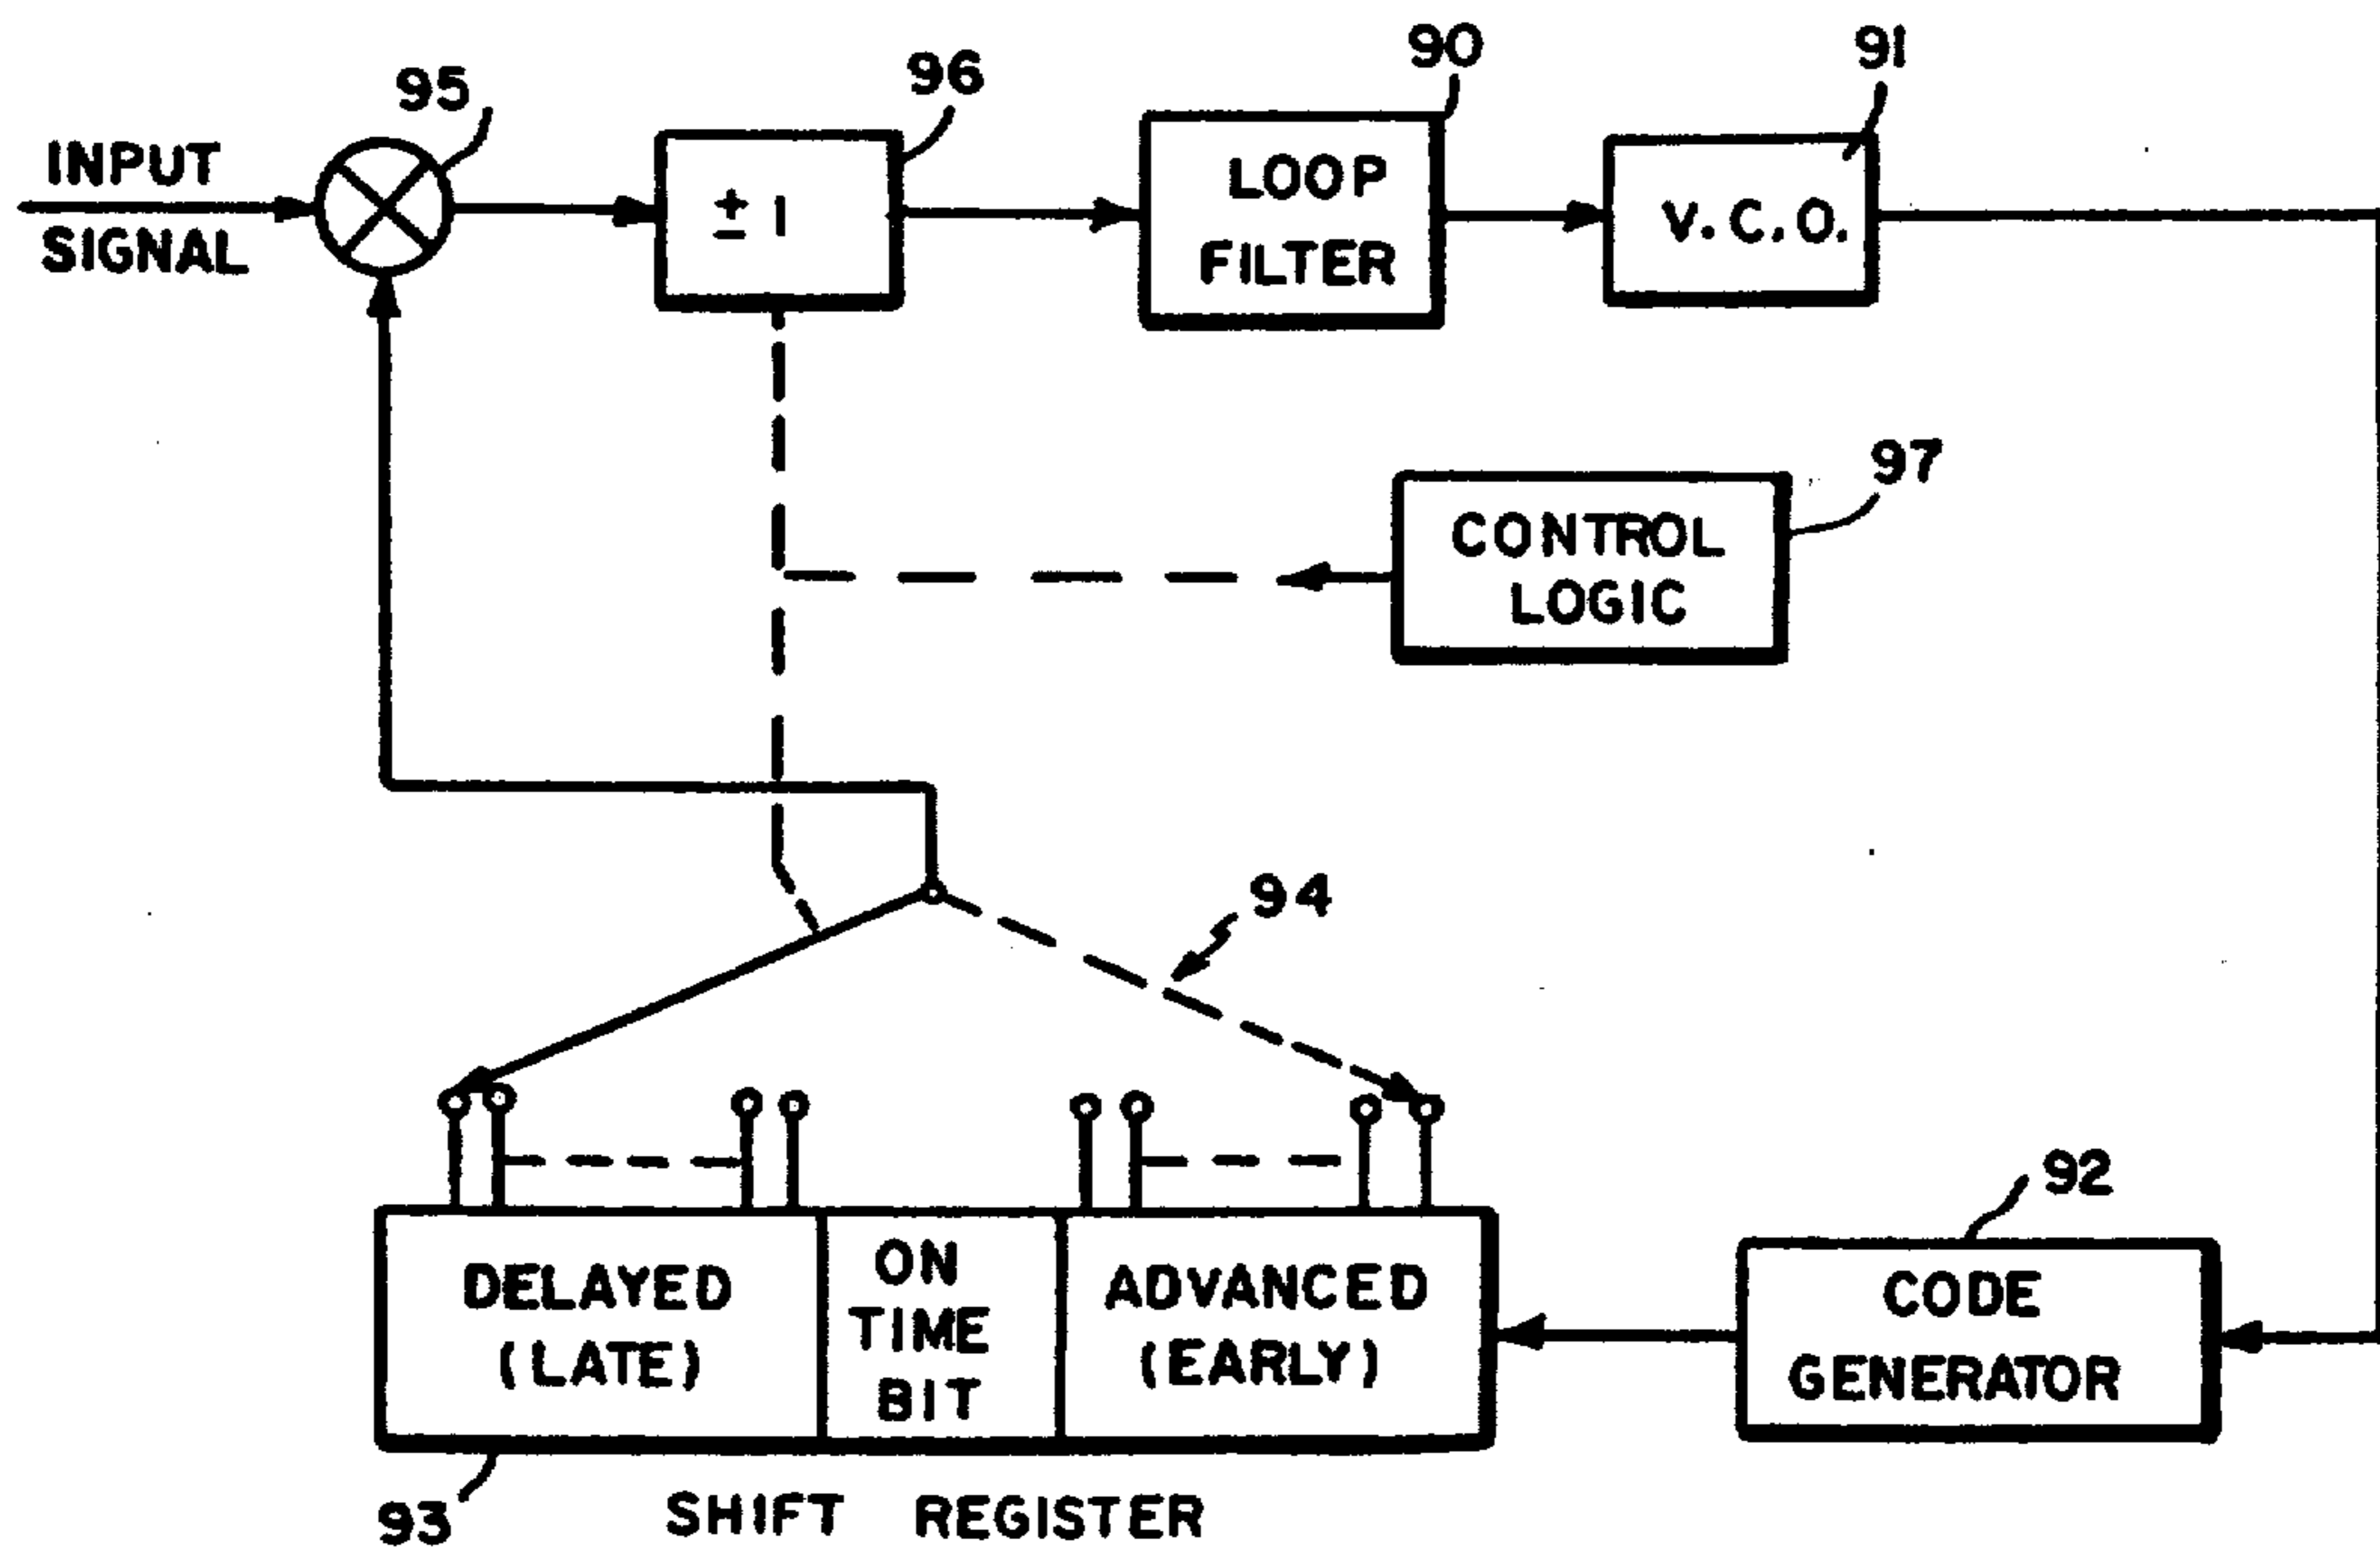 95
96
90
91
INPUT
SIGNAL
± 1
LOOP
FILTER
V.C.O.
97
CONTROL
LOGIC
94
92
DELAYED
(LATE)
ON
TIME
BIT
ADVANCED
(EARLY)
CODE
GENERATOR
93
SHIFT REGISTER